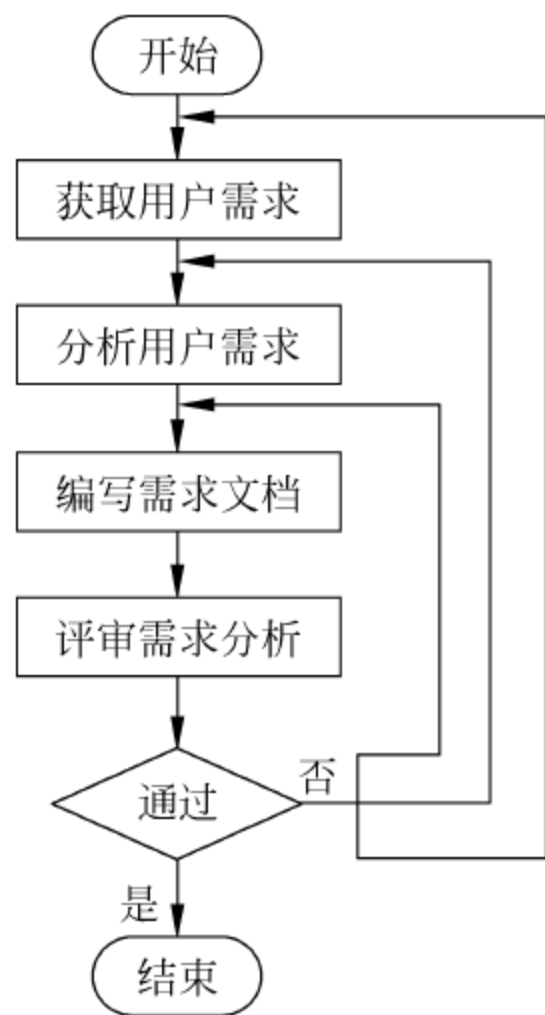 开始
获取用户需求
分析用户需求
编写需求文档
评审需求分析
否
通过
是
结束